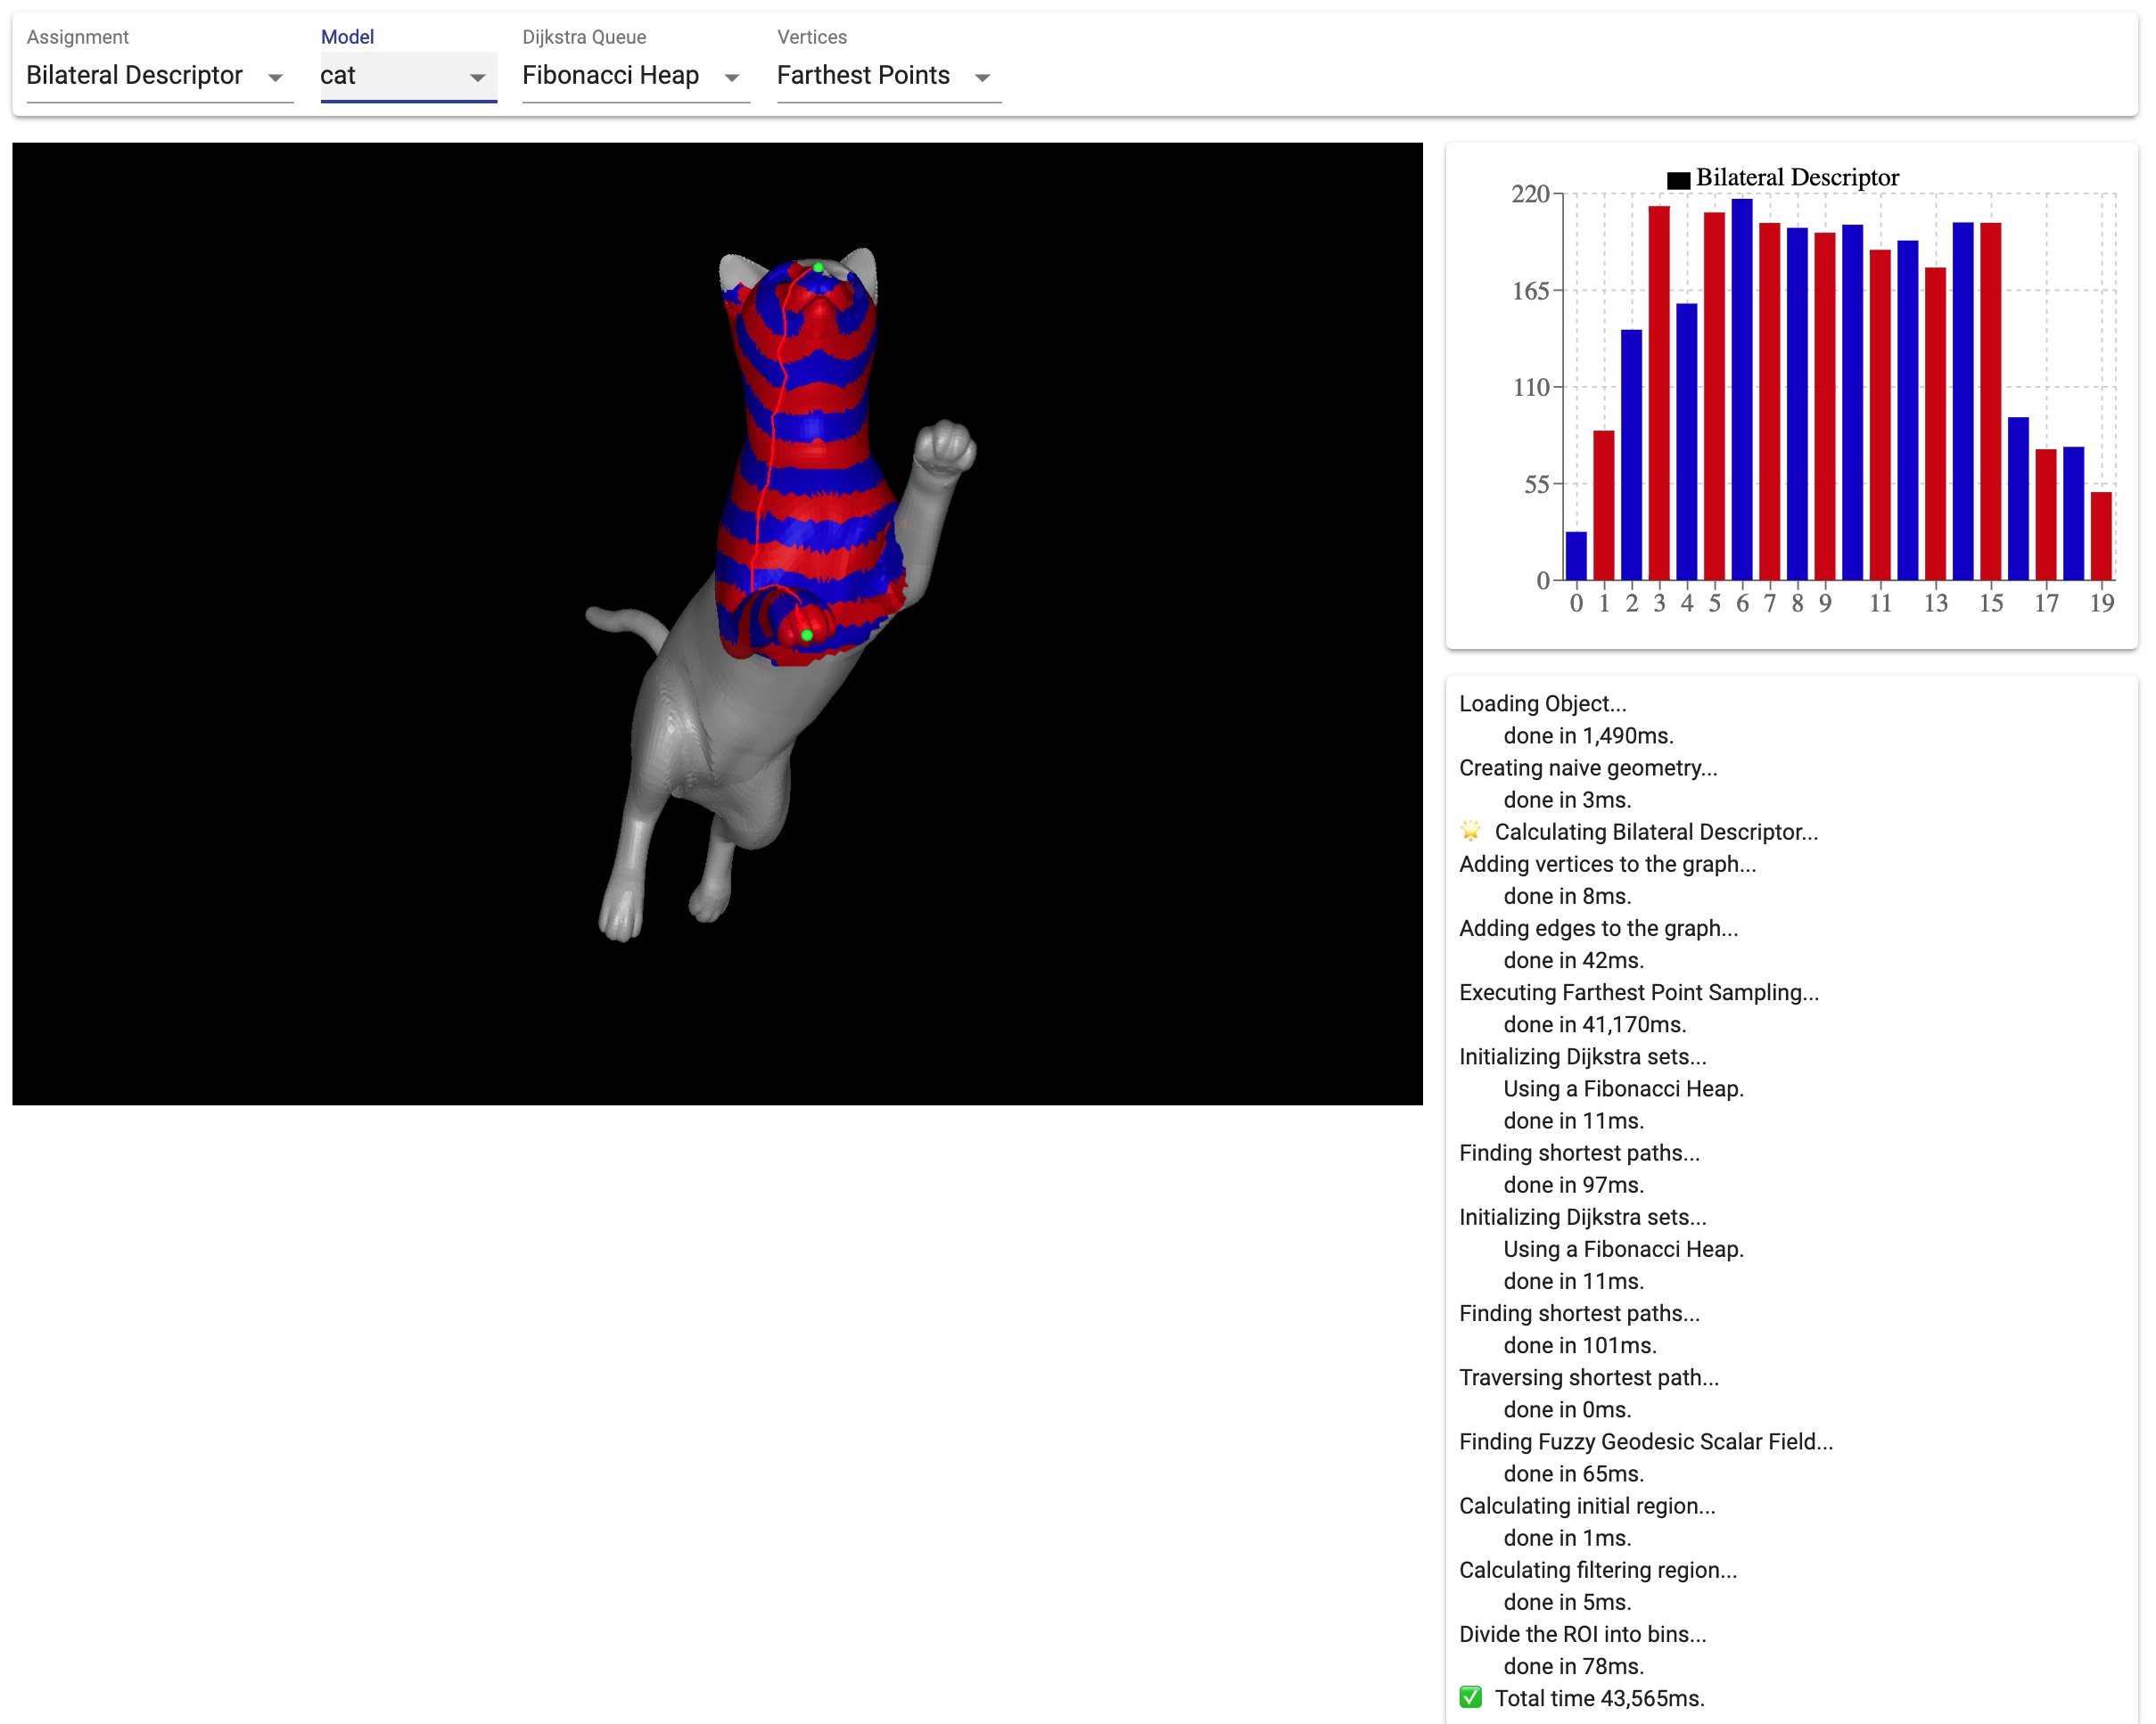 Assignment Model Dijkstra Queue Vertices
Bilateral Descriptor cat Fibonacci Heap Farthest Points
Bilateral Descriptor
220
165
110
55
0
0 1 2 3 4 5 6 7 8 9 11 13 15 17 19
Loading Object...
done in 1,490ms.
Creating naive geometry...
done in 3ms.
🌟 Calculating Bilateral Descriptor...
Adding vertices to the graph...
done in 8ms.
Adding edges to the graph...
done in 42ms.
Executing Farthest Point Sampling...
done in 41,170ms.
Initializing Dijkstra sets...
Using a Fibonacci Heap.
done in 11ms.
Finding shortest paths...
done in 97ms.
Initializing Dijkstra sets...
Using a Fibonacci Heap.
done in 11ms.
Finding shortest paths...
done in 101ms.
Traversing shortest path...
done in 0ms.
Finding Fuzzy Geodesic Scalar Field...
done in 65ms.
Calculating initial region...
done in 1ms.
Calculating filtering region...
done in 5ms.
Divide the ROI into bins...
done in 78ms.
✅ Total time 43,565ms.